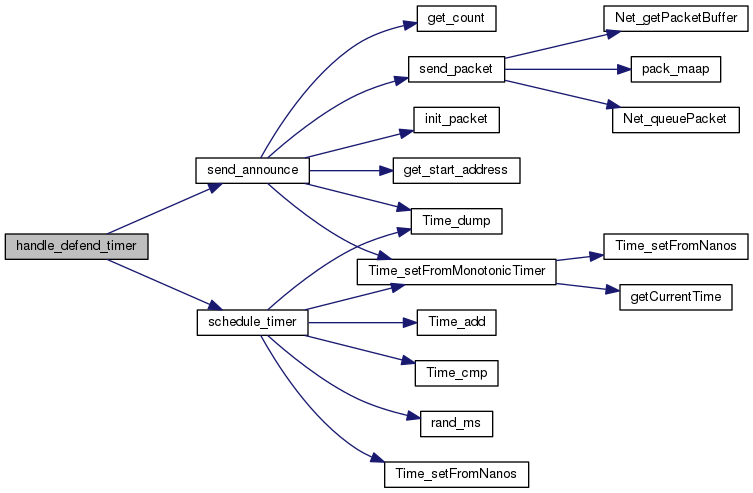 get_count
Net_getPacketBuffer
send_packet
pack_maap
init_packet
Net_queuePacket
send_announce
get_start_address
Time_dump
handle_defend_timer
Time_setFromNanos
Time_setFromMonotonicTimer
getCurrentTime
schedule_timer
Time_add
Time_cmp
rand_ms
Time_setFromNanos